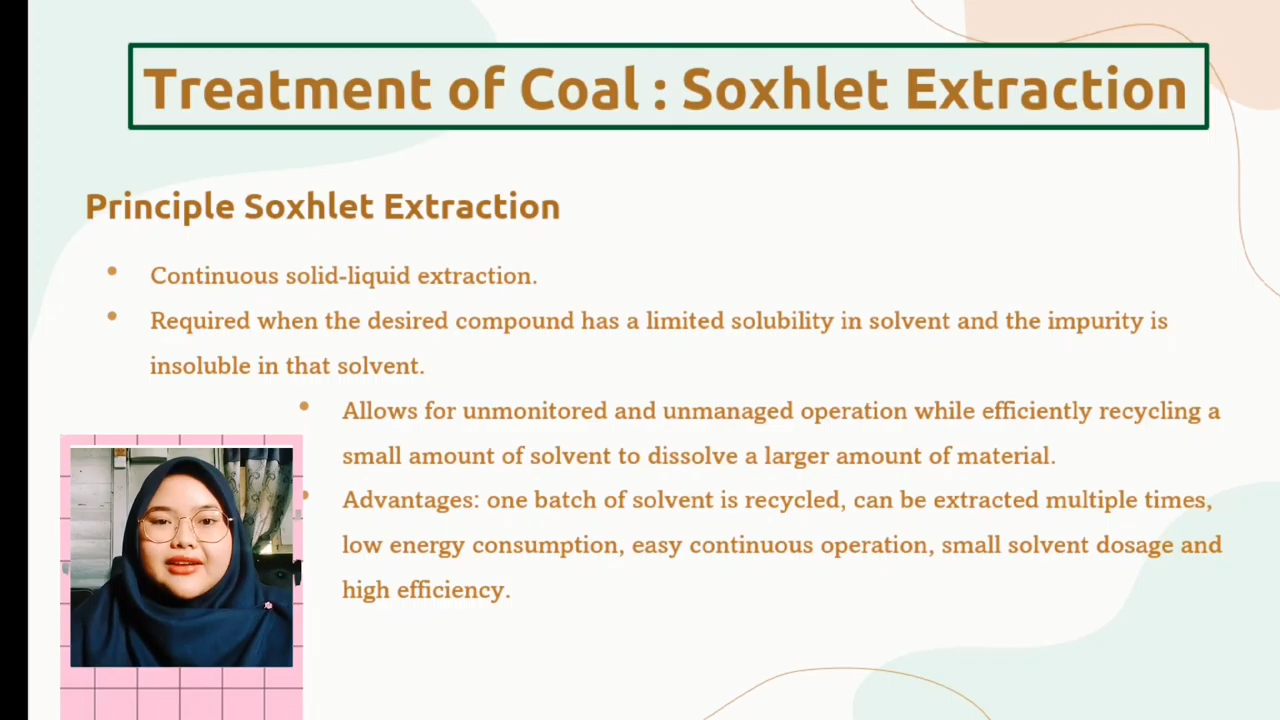 Treatment of Coal : Soxhlet Extraction
Principle Soxhlet Extraction
• Continuous solid-liquid extraction.
• Required when the desired compound has a limited solubility in solvent and the impurity is
insoluble in that solvent.
• Allows for unmonitored and unmanaged operation while efficiently recycling a
small amount of solvent to dissolve a larger amount of material.
• Advantages: one batch of solvent is recycled, can be extracted multiple times,
low energy consumption, easy continuous operation, small solvent dosage and
high efficiency.